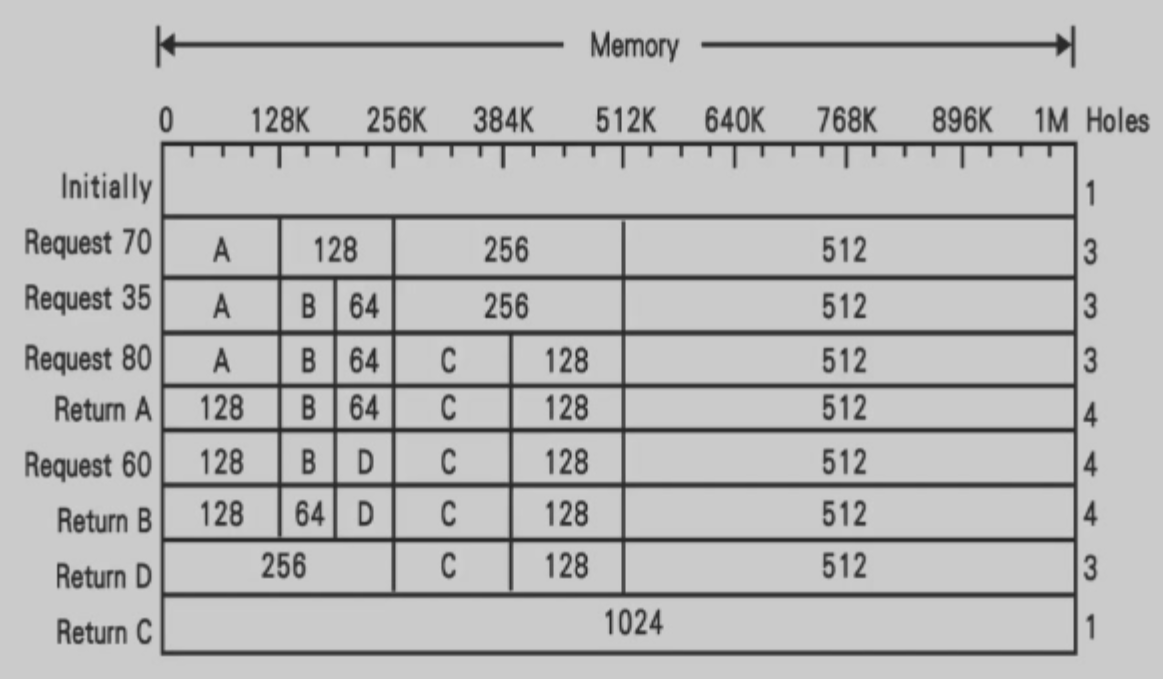 Memory
0 128K 256K 384K 512K 640K 768K 896K 1M Holes
Initially 1
Request 70 A 128 256 512 3
Request 35 A B 64 256 512 3
Request 80 A B 64 C 128 512 3
Return A 128 B 64 C 128 512 4
Request 60 128 B D C 128 512 4
Return B 128 64 D C 128 512 4
Return D 256 C 128 512 3
Return C 1024 1